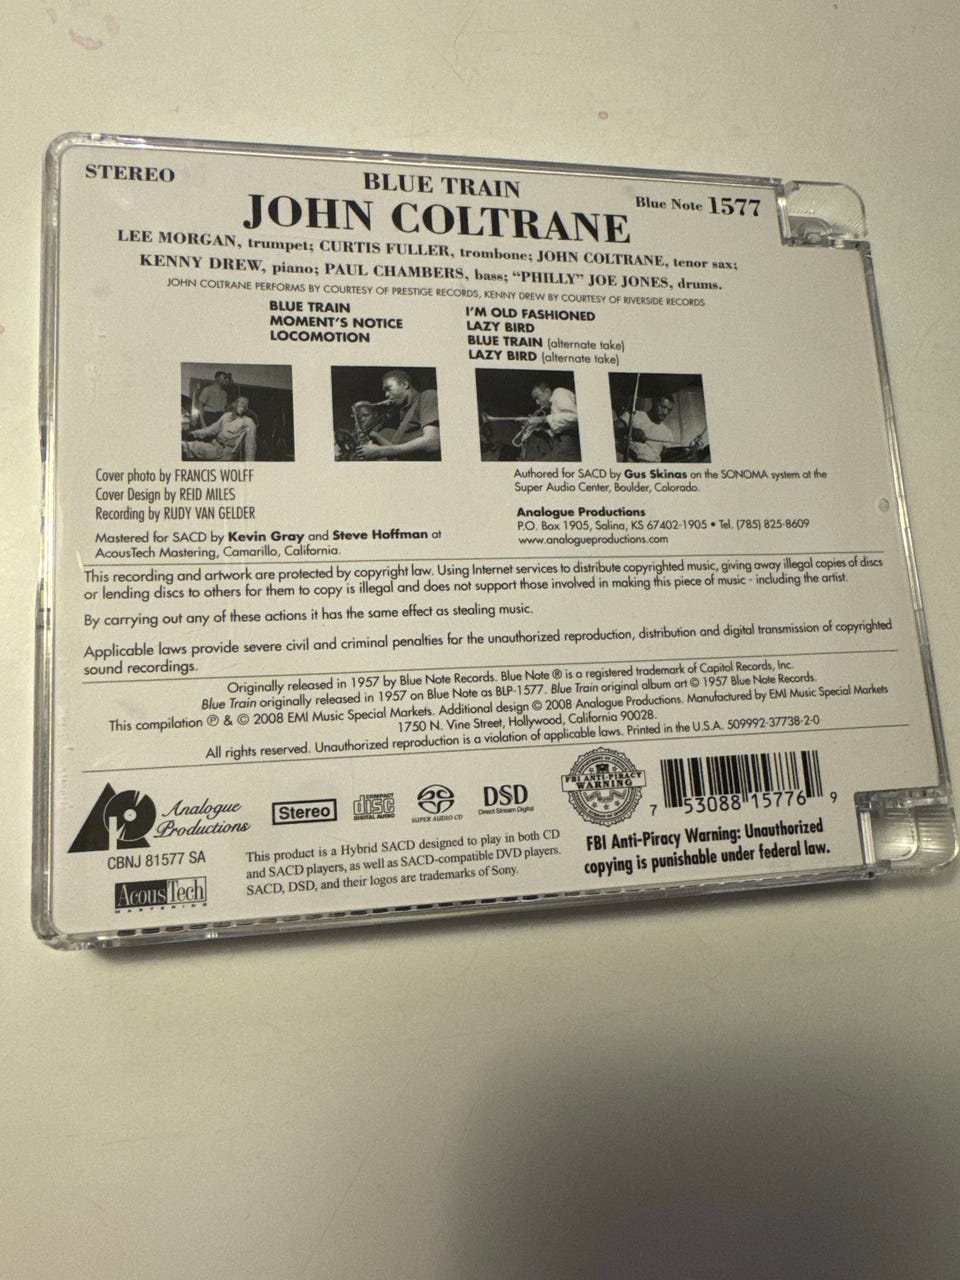 STEREO
BLUE TRAIN
JOHN COLTRANE
Blue Note 1577
LEE MORGAN, trumpet; CURTIS FULLER, trombone; JOHN COLTRANE, tenor sax;
KENNY DREW, piano; PAUL CHAMBERS, bass; "PHILLY" JOE JONES, drums.
JOHN COLTRANE PERFORMS BY COURTESY OF PRESTIGE RECORDS, KENNY DREW BY COURTESY OF RIVERSIDE RECORDS
BLUE TRAIN
MOMENT'S NOTICE
LOCOMOTION
I'M OLD FASHIONED
LAZY BIRD
BLUE TRAIN (alternate take)
LAZY BIRD (alternate take)
Cover photo by FRANCIS WOLFF
Cover Design by REID MILES
Recording by RUDY VAN GELDER
Mastered for SACD by Kevin Gray and Steve Hoffman at
AcousTech Mastering, Camarillo, California.
Authored for SACD by Gus Skinas on the SONOMA system at the
Super Audio Center, Boulder, Colorado.
Analogue Productions
P.O. Box 1905, Salina, KS 67402-1905 • Tel. (785) 825-8609
www.analogueproductions.com
This recording and artwork are protected by copyright law. Using Internet services to distribute copyrighted music, giving away illegal copies of discs
or lending discs to others for them to copy is illegal and does not support those involved in making this piece of music - including the artist.
By carrying out any of these actions it has the same effect as stealing music.
Applicable laws provide severe civil and criminal penalties for the unauthorized reproduction, distribution and digital transmission of copyrighted
sound recordings.
Originally released in 1957 by Blue Note Records. Blue Note ® is a registered trademark of Capitol Records, Inc.
Blue Train originally released in 1957 on Blue Note as BLP-1577. Blue Train original album art © 1957 Blue Note Records.
This compilation ℗ & © 2008 EMI Music Special Markets. Additional design © 2008 Analogue Productions. Manufactured by EMI Music Special Markets
1750 N. Vine Street, Hollywood, California 90028.
All rights reserved. Unauthorized reproduction is a violation of applicable laws. Printed in the U.S.A. 509992-37738-2-0
Analogue
Productions
CBNJ 81577 SA
AcousTech
MASTERING
Stereo
COMPACT
disc
DIGITAL AUDIO
SUPER AUDIO CD
DSD
Direct Stream Digital
This product is a Hybrid SACD designed to play in both CD
and SACD players, as well as SACD-compatible DVD players.
SACD, DSD, and their logos are trademarks of Sony.
FBI ANTI-PIRACY
WARNING
7 53088 15776 9
FBI Anti-Piracy Warning: Unauthorized
copying is punishable under federal law.